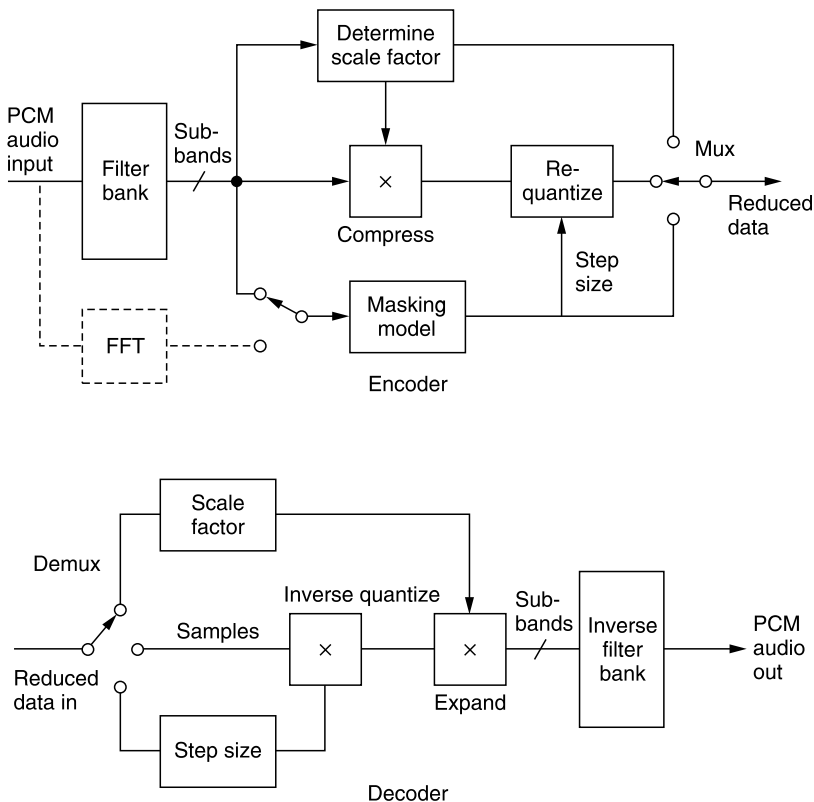 Determine
scale factor
PCM
audio
input
Sub-
bands
Filter
bank
×
Compress
Re-
quantize
Mux
Reduced
data
Step
size
Masking
model
FFT
Encoder
Scale
factor
Demux
Inverse quantize
Samples
×
×
Expand
Sub-
bands
Inverse
filter
bank
PCM
audio
out
Reduced
data in
Step size
Decoder